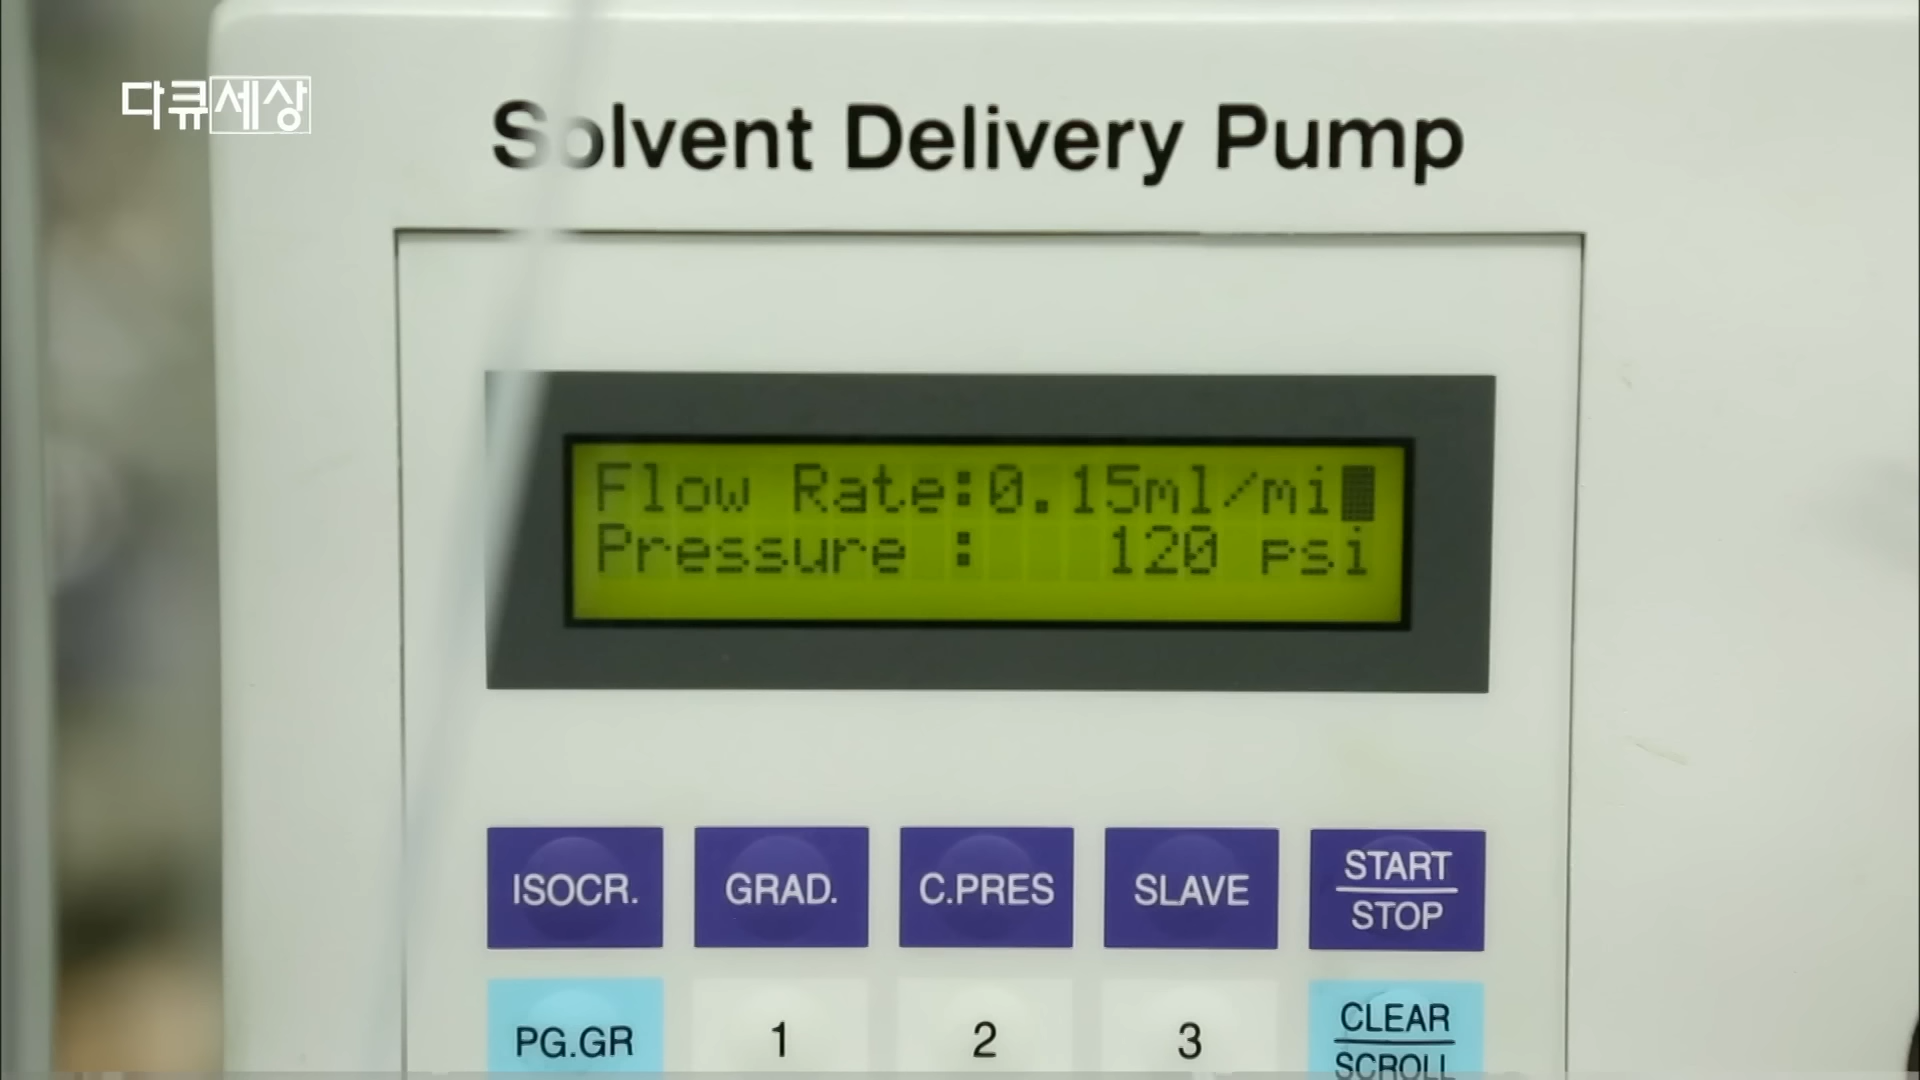 다큐세상
Solvent Delivery Pump
Flow Rate:0.15ml/mi
Pressure : 120 psi
ISOCR. GRAD. C.PRES SLAVE START
STOP
PG.GR 1 2 3 CLEAR
SCROLL